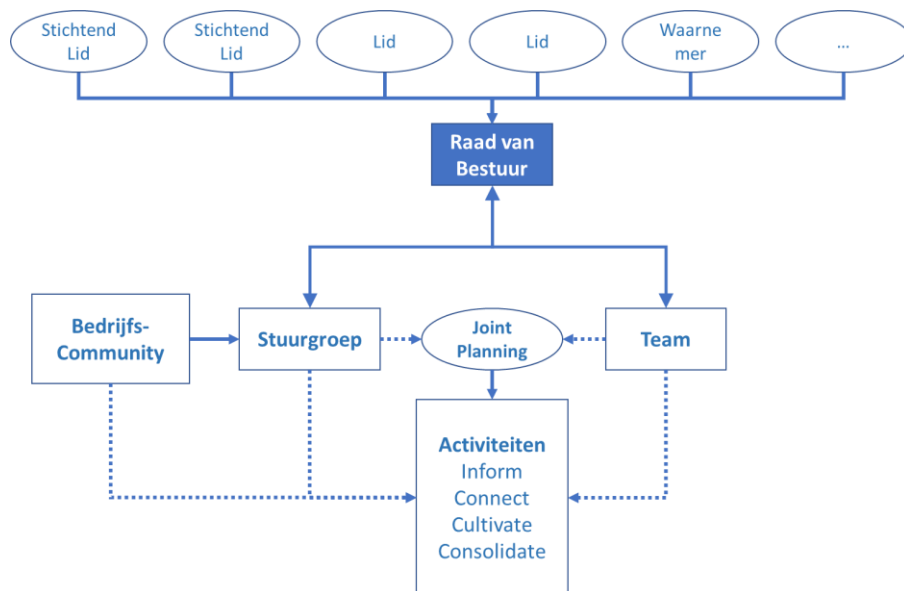 Stichtend
Lid
Stichtend
Lid
Lid
Lid
Waarne
mer
...
Raad van
Bestuur
Bedrijfs-
Community
Stuurgroep
Joint
Planning
Team
Activiteiten
Inform
Connect
Cultivate
Consolidate